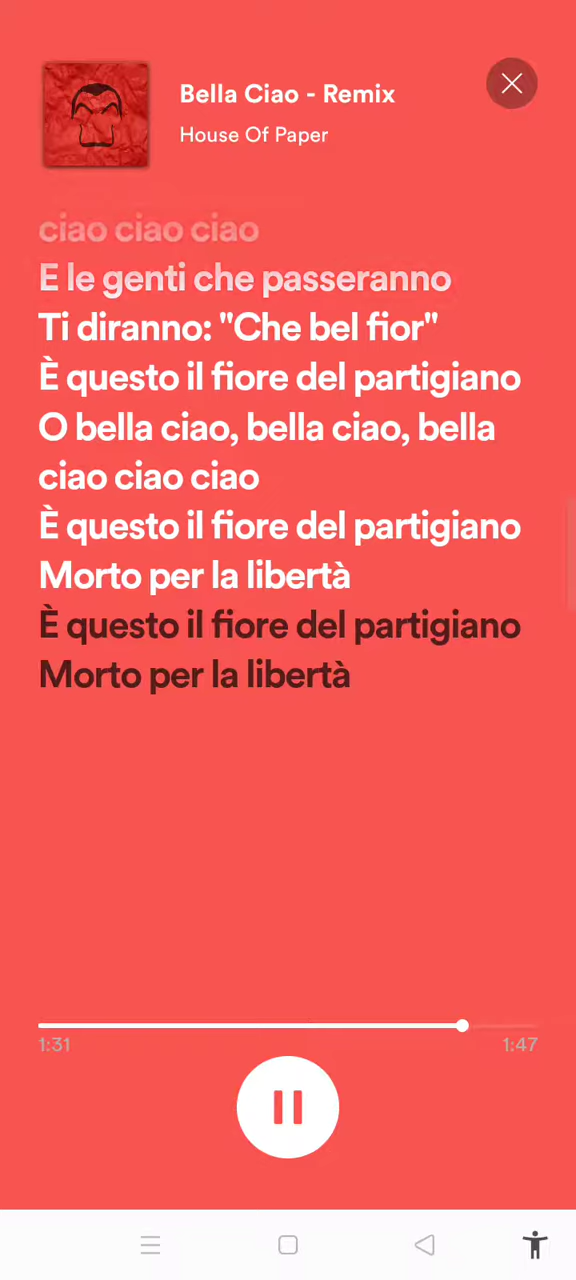 Bella Ciao - Remix
House Of Paper
ciao ciao ciao
E le genti che passeranno
Ti diranno: "Che bel fior"
È questo il fiore del partigiano
O bella ciao, bella ciao, bella
ciao ciao ciao
È questo il fiore del partigiano
Morto per la libertà
È questo il fiore del partigiano
Morto per la libertà
1:31
1:47